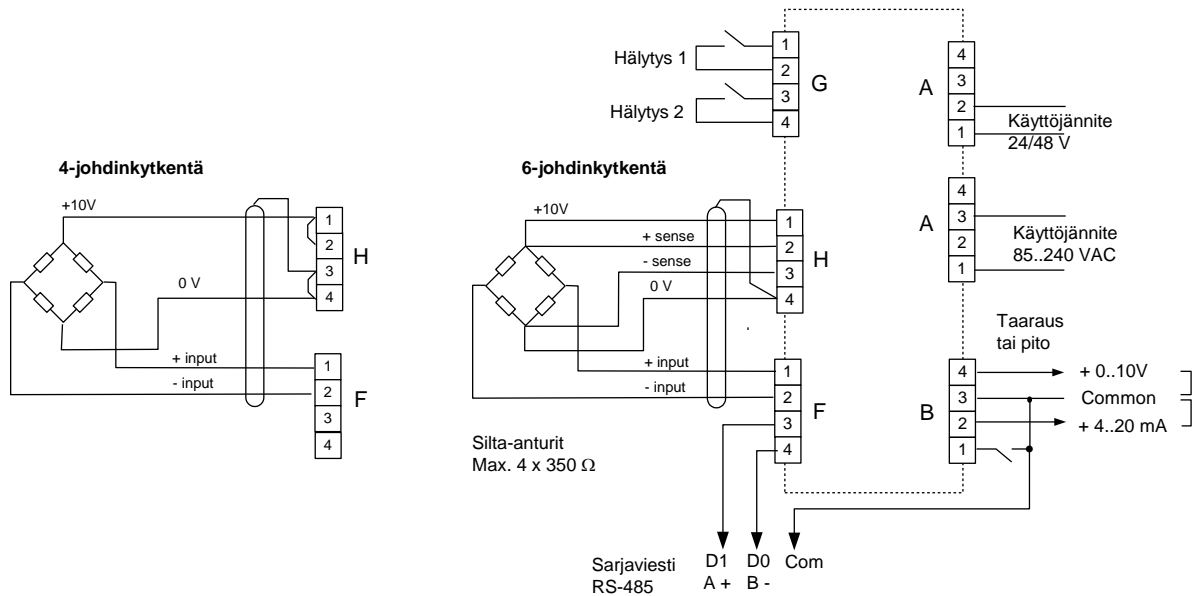 Hälytys 1
Hälytys 2
1
2
3
4
G
4
3
2
1
A
Käyttöjännite
24/48 V
4-johdinkytkentä
+10V
0 V
+ input
- input
1
2
3
4
H
1
2
3
4
F
6-johdinkytkentä
+10V
+ sense
- sense
0 V
+ input
- input
1
2
3
4
H
1
2
3
4
F
4
3
2
1
A
Käyttöjännite
85..240 VAC
Taaraus
tai pito
4
3
2
1
B
+ 0..10V
Common
+ 4..20 mA
Silta-anturit
Max. 4 x 350 Ω
Sarjaviesti
RS-485
D1
A +
D0
B -
Com